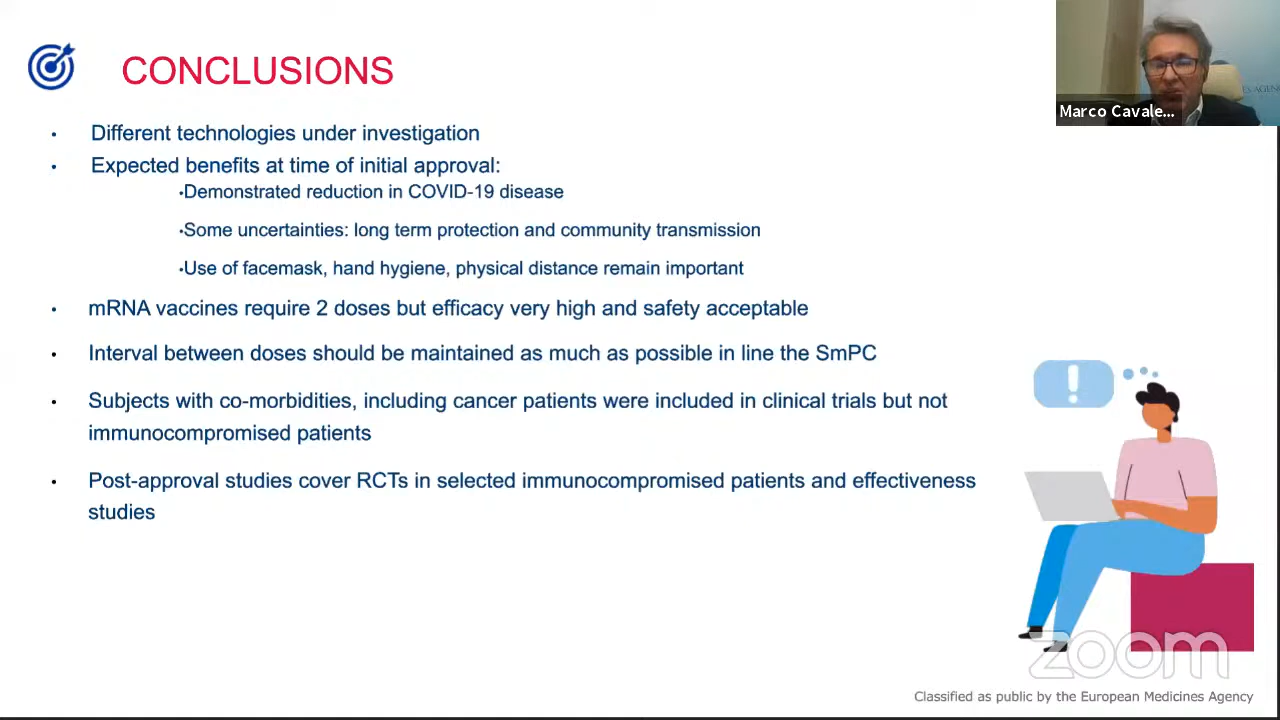 CONCLUSIONS
Marco Cavale...
• Different technologies under investigation
• Expected benefits at time of initial approval:
•Demonstrated reduction in COVID-19 disease
•Some uncertainties: long term protection and community transmission
•Use of facemask, hand hygiene, physical distance remain important
• mRNA vaccines require 2 doses but efficacy very high and safety acceptable
• Interval between doses should be maintained as much as possible in line the SmPC
• Subjects with co-morbidities, including cancer patients were included in clinical trials but not
immunocompromised patients
• Post-approval studies cover RCTs in selected immunocompromised patients and effectiveness
studies
!
zoom
Classified as public by the European Medicines Agency